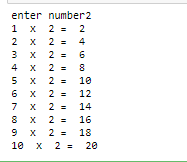 enter number2
1  X  2 =  2
2  X  2 =  4
3  X  2 =  6
4  X  2 =  8
5  X  2 =  10
6  X  2 =  12
7  X  2 =  14
8  X  2 =  16
9  X  2 =  18
10  X  2 =  20